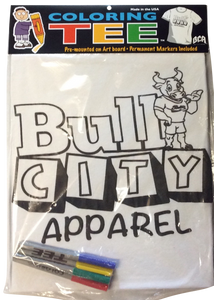 Made in the USA
COLORING
TEE
Pre-mounted on Art board • Permanent Markers Included
Bull
CITY
APPAREL